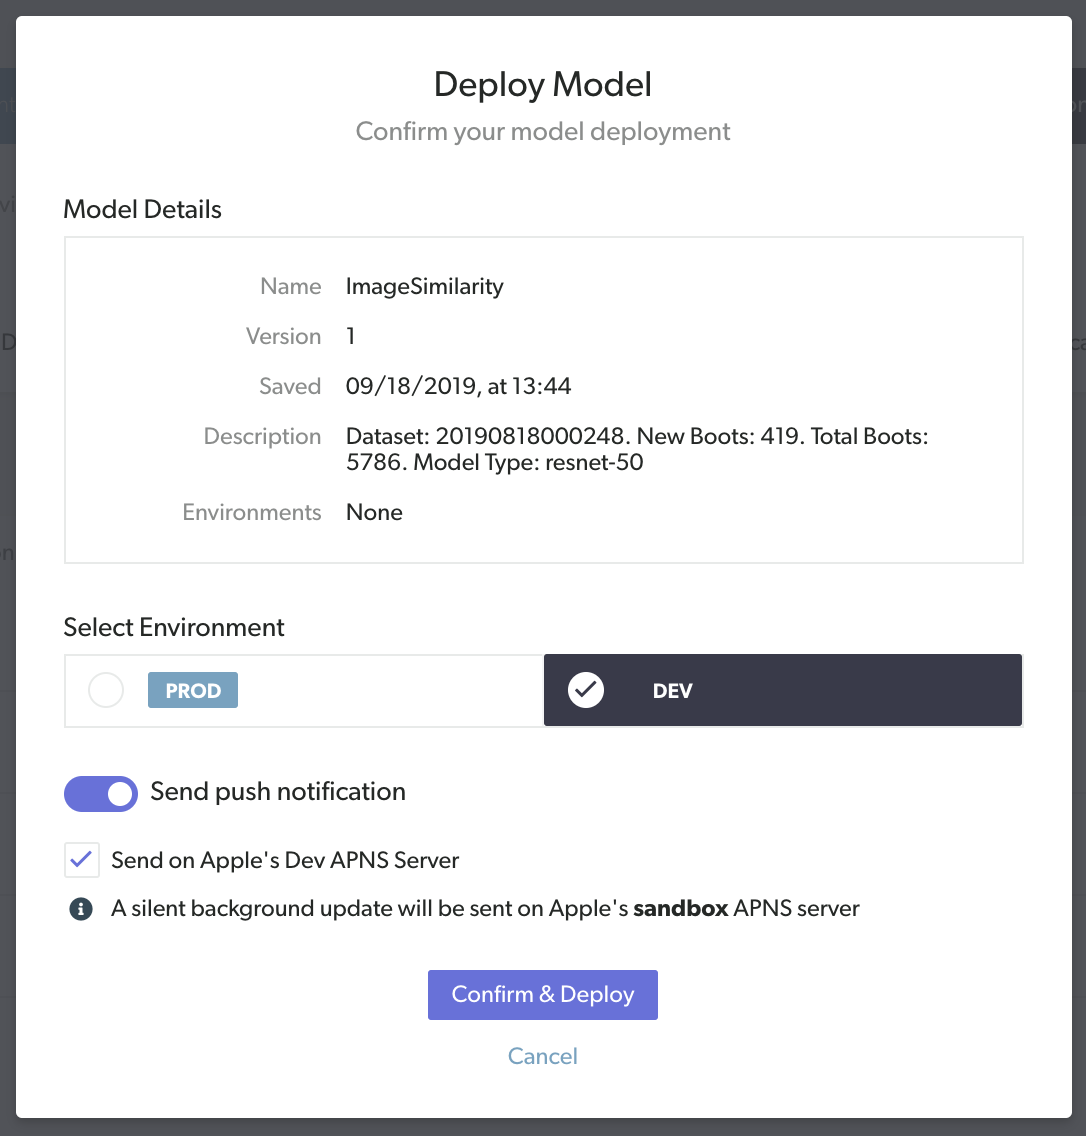 Deploy Model
Confirm your model deployment
Model Details
Name ImageSimilarity
Version 1
Saved 09/18/2019, at 13:44
Description Dataset: 20190818000248. New Boots: 419. Total Boots:
5786. Model Type: resnet-50
Environments None
Select Environment
PROD DEV
Send push notification
Send on Apple's Dev APNS Server
A silent background update will be sent on Apple's sandbox APNS server
Confirm & Deploy
Cancel